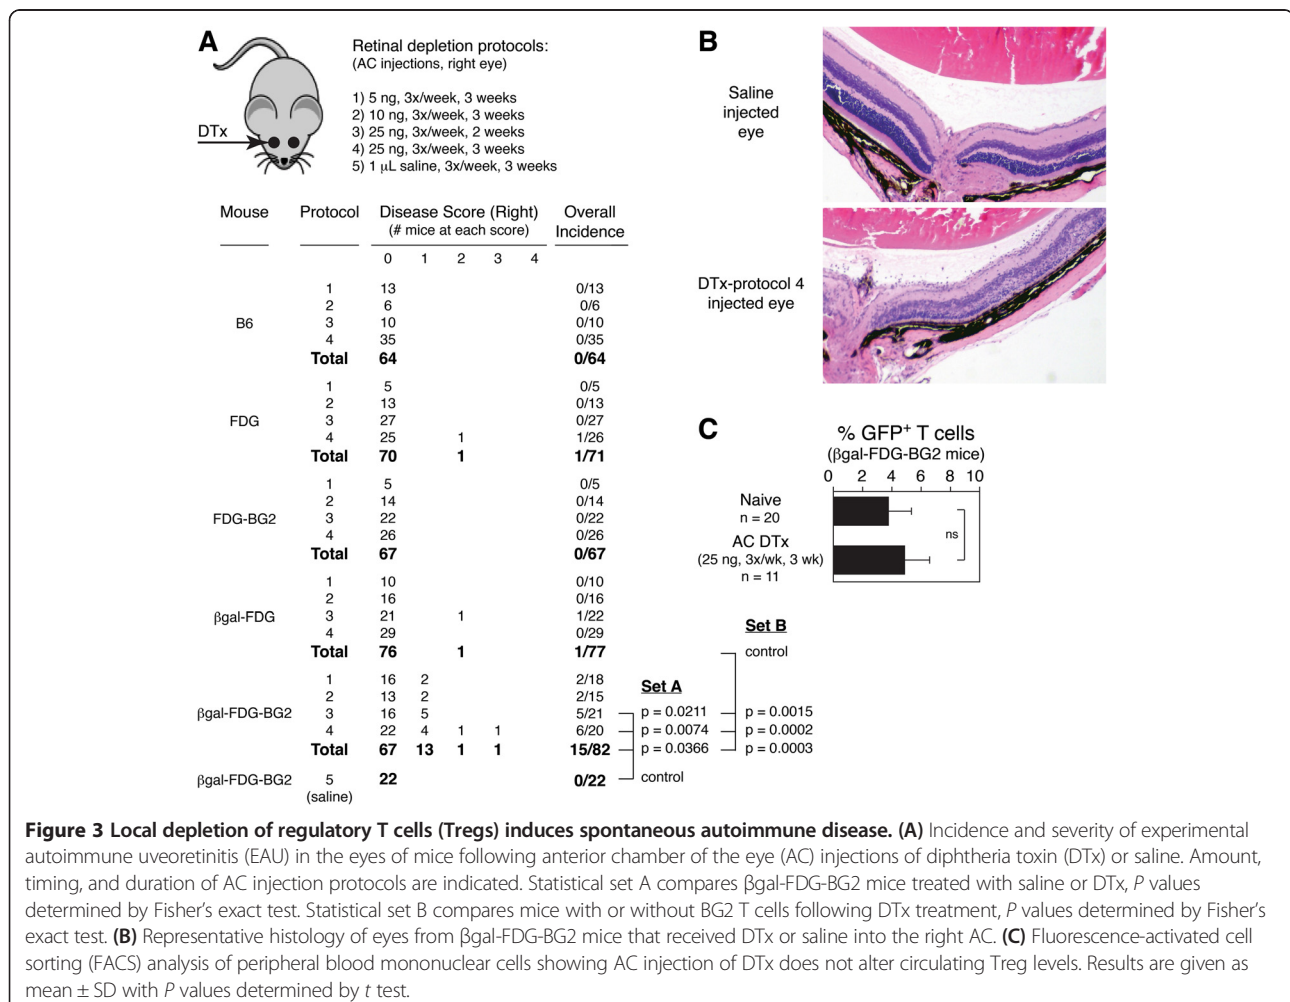 A
Retinal depletion protocols:
(AC injections, right eye)
1) 5 ng, 3x/week, 3 weeks
2) 10 ng, 3x/week, 3 weeks
3) 25 ng, 3x/week, 2 weeks
4) 25 ng, 3x/week, 3 weeks
5) 1 μL saline, 3x/week, 3 weeks
DTx
Mouse Protocol Disease Score (Right) Overall
(# mice at each score) Incidence
0 1 2 3 4
1 13 0/13
2 6 0/6
B6 3 10 0/10
4 35 0/35
Total 64 0/64
1 5 0/5
2 13 0/13
FDG 3 27 0/27
4 25 1 1/26
Total 70 1 1/71
1 5 0/5
2 14 0/14
FDG-BG2 3 22 0/22
4 26 0/26
Total 67 0/67
1 10 0/10
2 16 0/16
βgal-FDG 3 21 1 1/22
4 29 0/29
Total 76 1 1/77
1 16 2 2/18
2 13 2 2/15
βgal-FDG-BG2 3 16 5 5/21
4 22 4 1 1 6/20
Total 67 13 1 1 15/82
βgal-FDG-BG2 5 22 0/22
(saline)
Set A
p = 0.0211
p = 0.0074
p = 0.0366
control
Set B
control
p = 0.0015
p = 0.0002
p = 0.0003
B
Saline
injected
eye
DTx-protocol 4
injected eye
C
% GFP⁺ T cells
(βgal-FDG-BG2 mice)
0 2 4 6 8 10
Naive
n = 20
AC DTx
(25 ng, 3x/wk, 3 wk)
n = 11
ns
Figure 3 Local depletion of regulatory T cells (Tregs) induces spontaneous autoimmune disease. (A) Incidence and severity of experimental
autoimmune uveoretinitis (EAU) in the eyes of mice following anterior chamber of the eye (AC) injections of diphtheria toxin (DTx) or saline. Amount,
timing, and duration of AC injection protocols are indicated. Statistical set A compares βgal-FDG-BG2 mice treated with saline or DTx, P values
determined by Fisher's exact test. Statistical set B compares mice with or without BG2 T cells following DTx treatment, P values determined by Fisher's
exact test. (B) Representative histology of eyes from βgal-FDG-BG2 mice that received DTx or saline into the right AC. (C) Fluorescence-activated cell
sorting (FACS) analysis of peripheral blood mononuclear cells showing AC injection of DTx does not alter circulating Treg levels. Results are given as
mean ± SD with P values determined by t test.